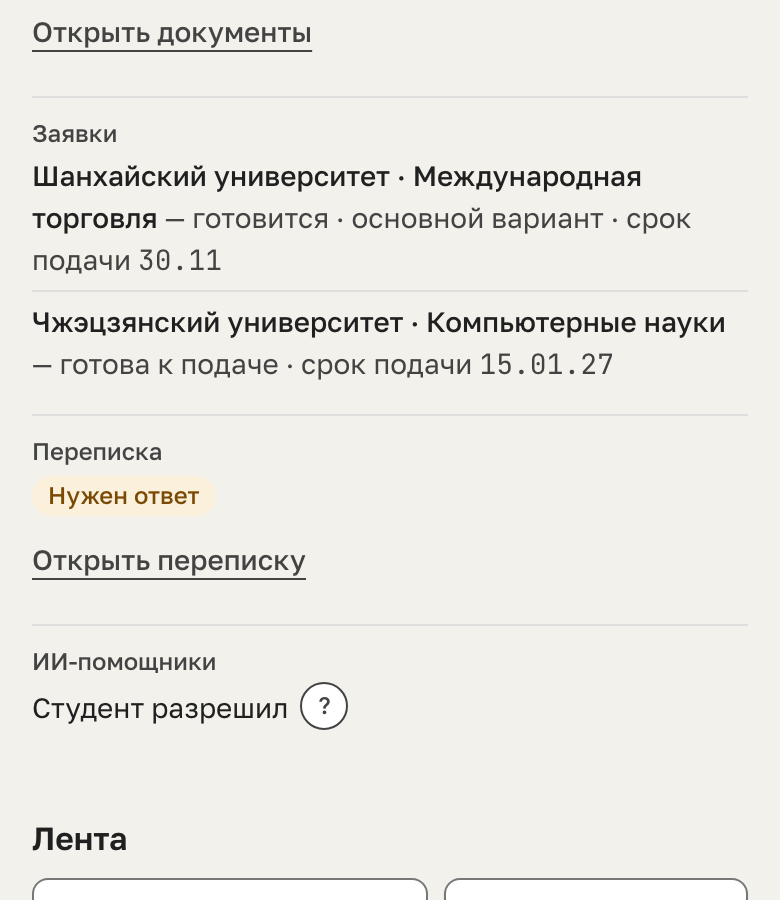 Открыть документы
Заявки
Шанхайский университет · Международная
торговля — готовится · основной вариант · срок
подачи 30.11
Чжэцзянский университет · Компьютерные науки
— готова к подаче · срок подачи 15.01.27
Переписка
Нужен ответ
Открыть переписку
ИИ-помощники
Студент разрешил ?
Лента